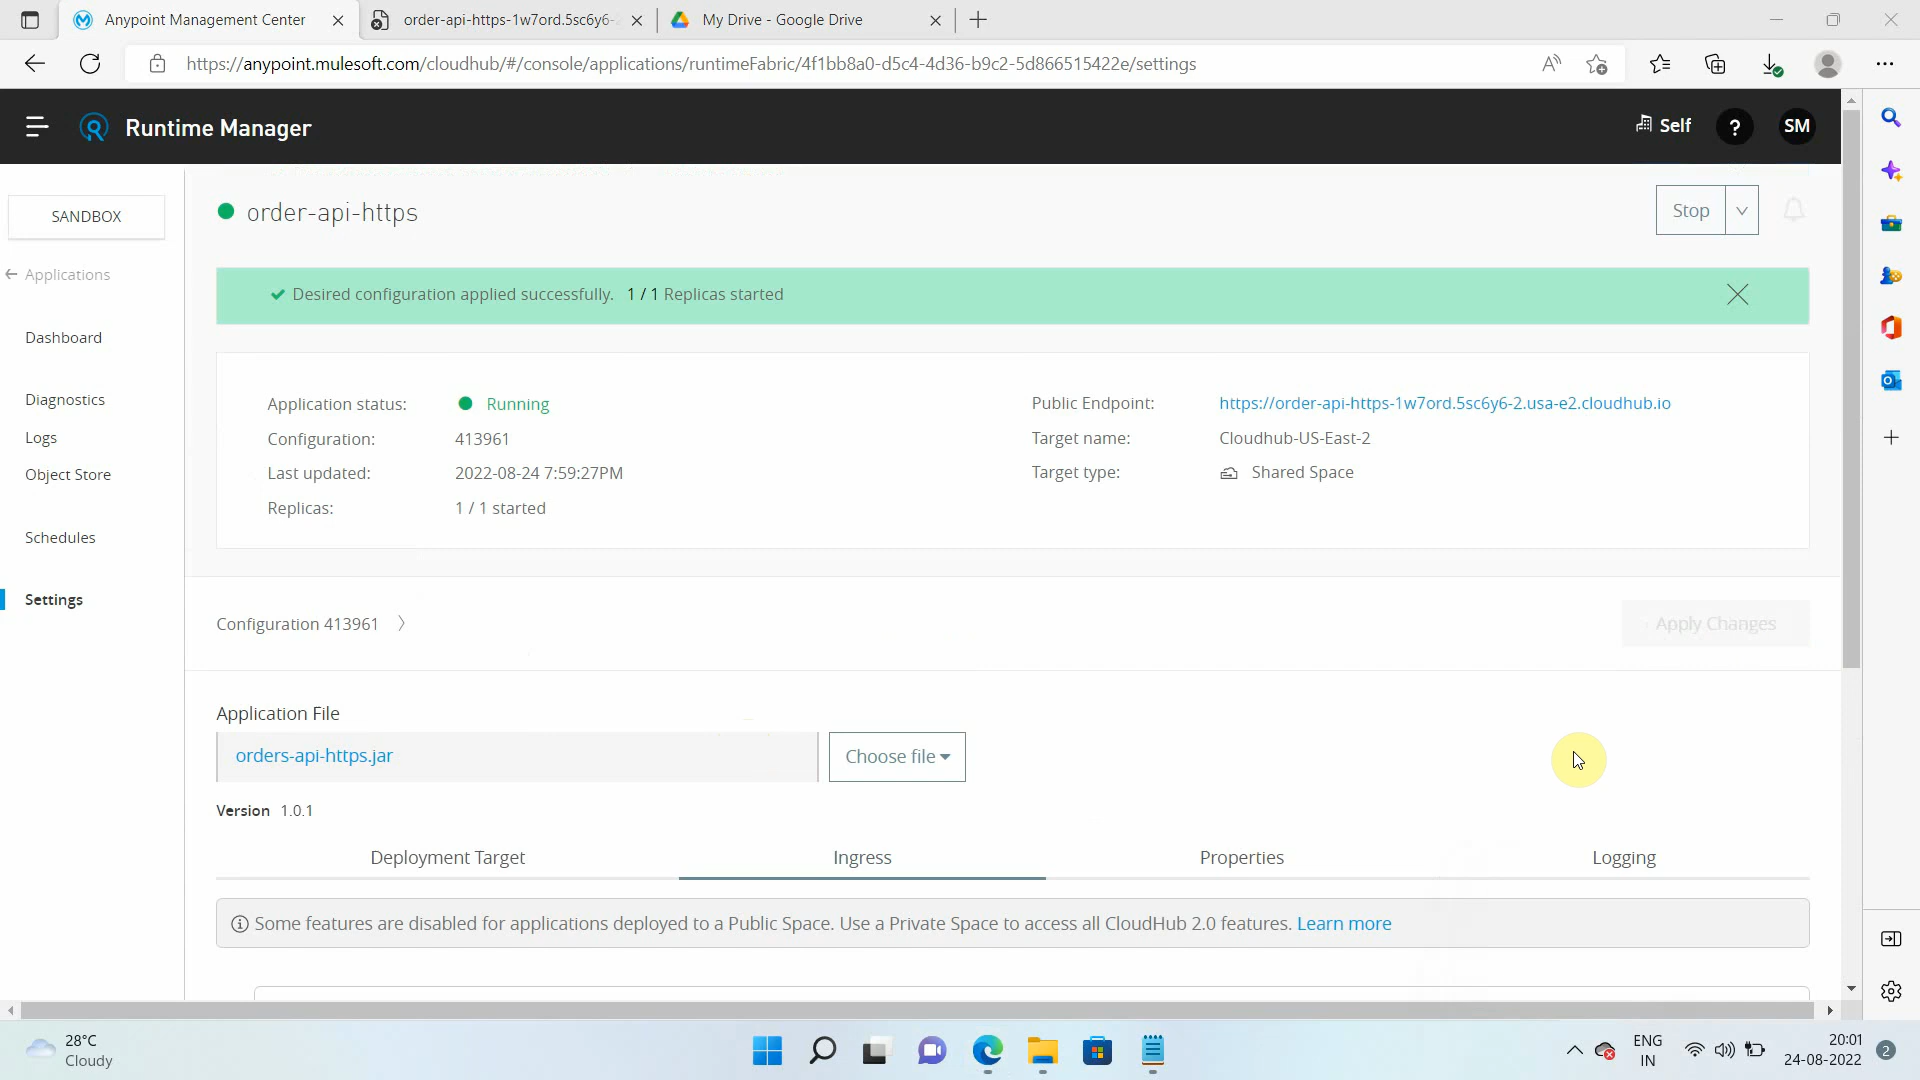 Anypoint Management Center
order-api-https-1w7ord.5sc6y6-2
My Drive - Google Drive
https://anypoint.mulesoft.com/cloudhub/#/console/applications/runtimeFabric/4f1bb8a0-d5c4-4d36-b9c2-5d866515422e/settings
Runtime Manager
Self
?
SM
SANDBOX
Applications
Dashboard
Diagnostics
Logs
Object Store
Schedules
Settings
order-api-https
Stop
Desired configuration applied successfully. 1 / 1 Replicas started
Application status: Running
Configuration: 413961
Last updated: 2022-08-24 7:59:27PM
Replicas: 1 / 1 started
Public Endpoint: https://order-api-https-1w7ord.5sc6y6-2.usa-e2.cloudhub.io
Target name: Cloudhub-US-East-2
Target type: Shared Space
Configuration 413961
Apply Changes
Application File
orders-api-https.jar
Choose file
Version 1.0.1
Deployment Target
Ingress
Properties
Logging
Some features are disabled for applications deployed to a Public Space. Use a Private Space to access all CloudHub 2.0 features. Learn more
28°C
Cloudy
ENG
IN
20:01
24-08-2022
2